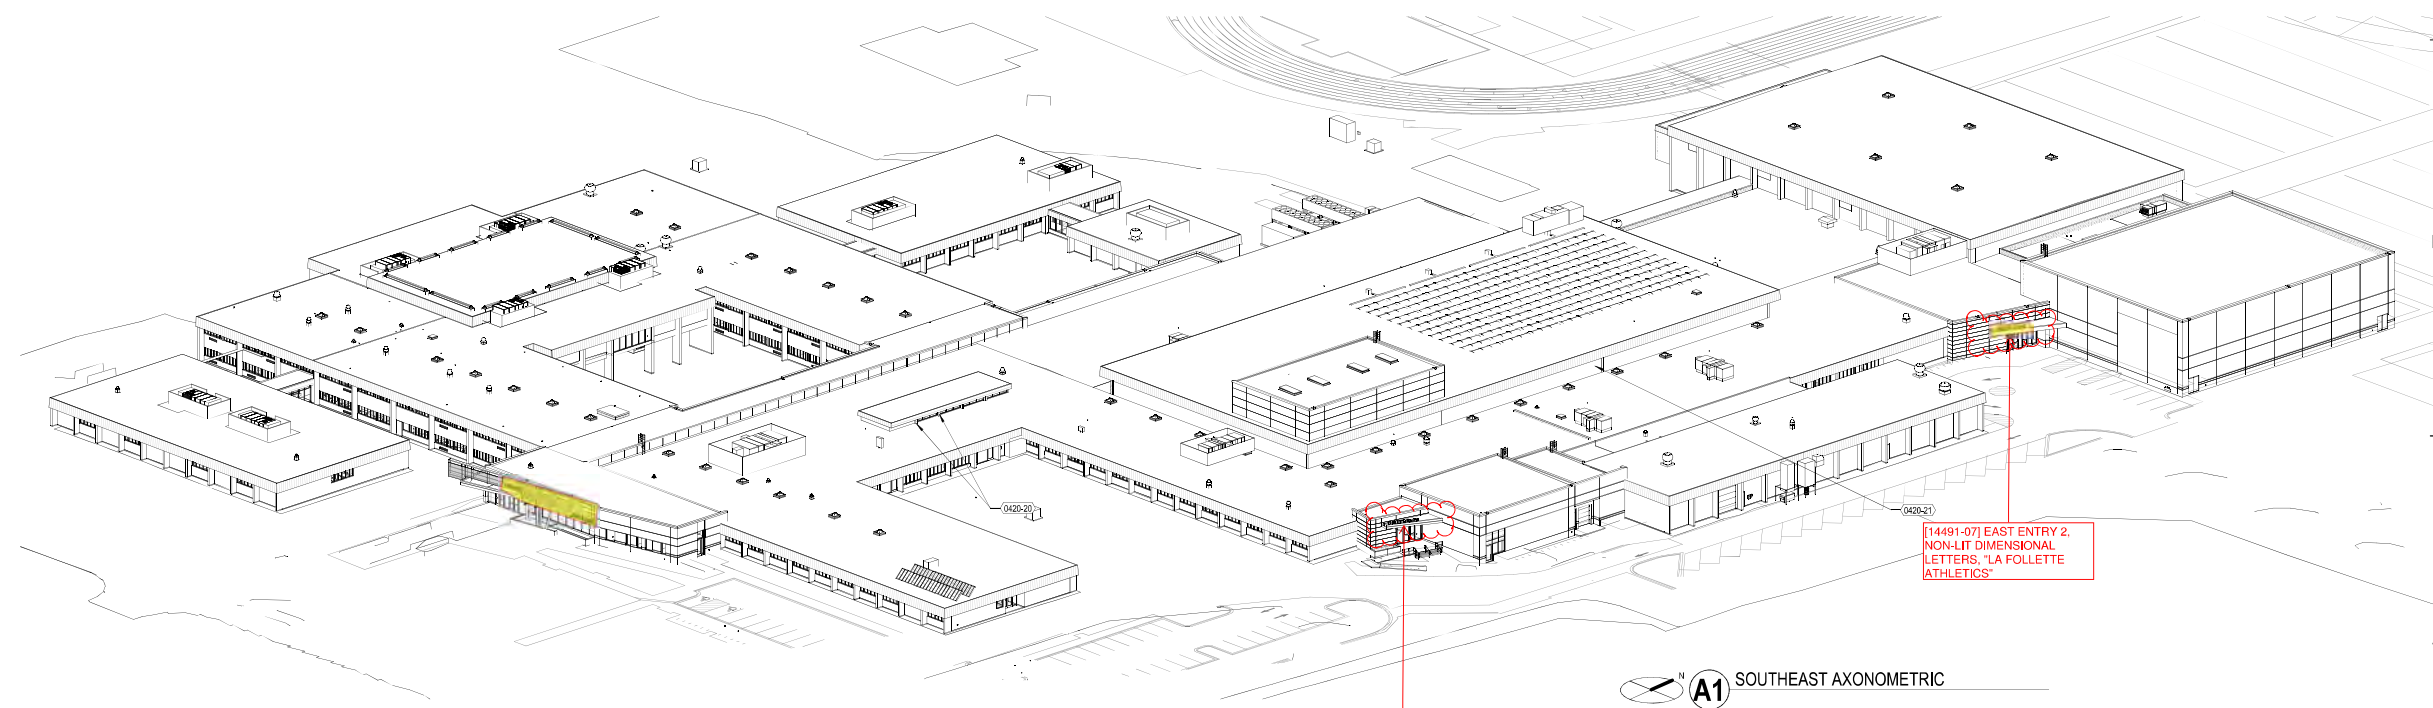 0420-20
0420-21
[14491-07] EAST ENTRY 2,
NON-LIT DIMENSIONAL
LETTERS, "LA FOLLETTE
ATHLETICS"
N
A1
SOUTHEAST AXONOMETRIC